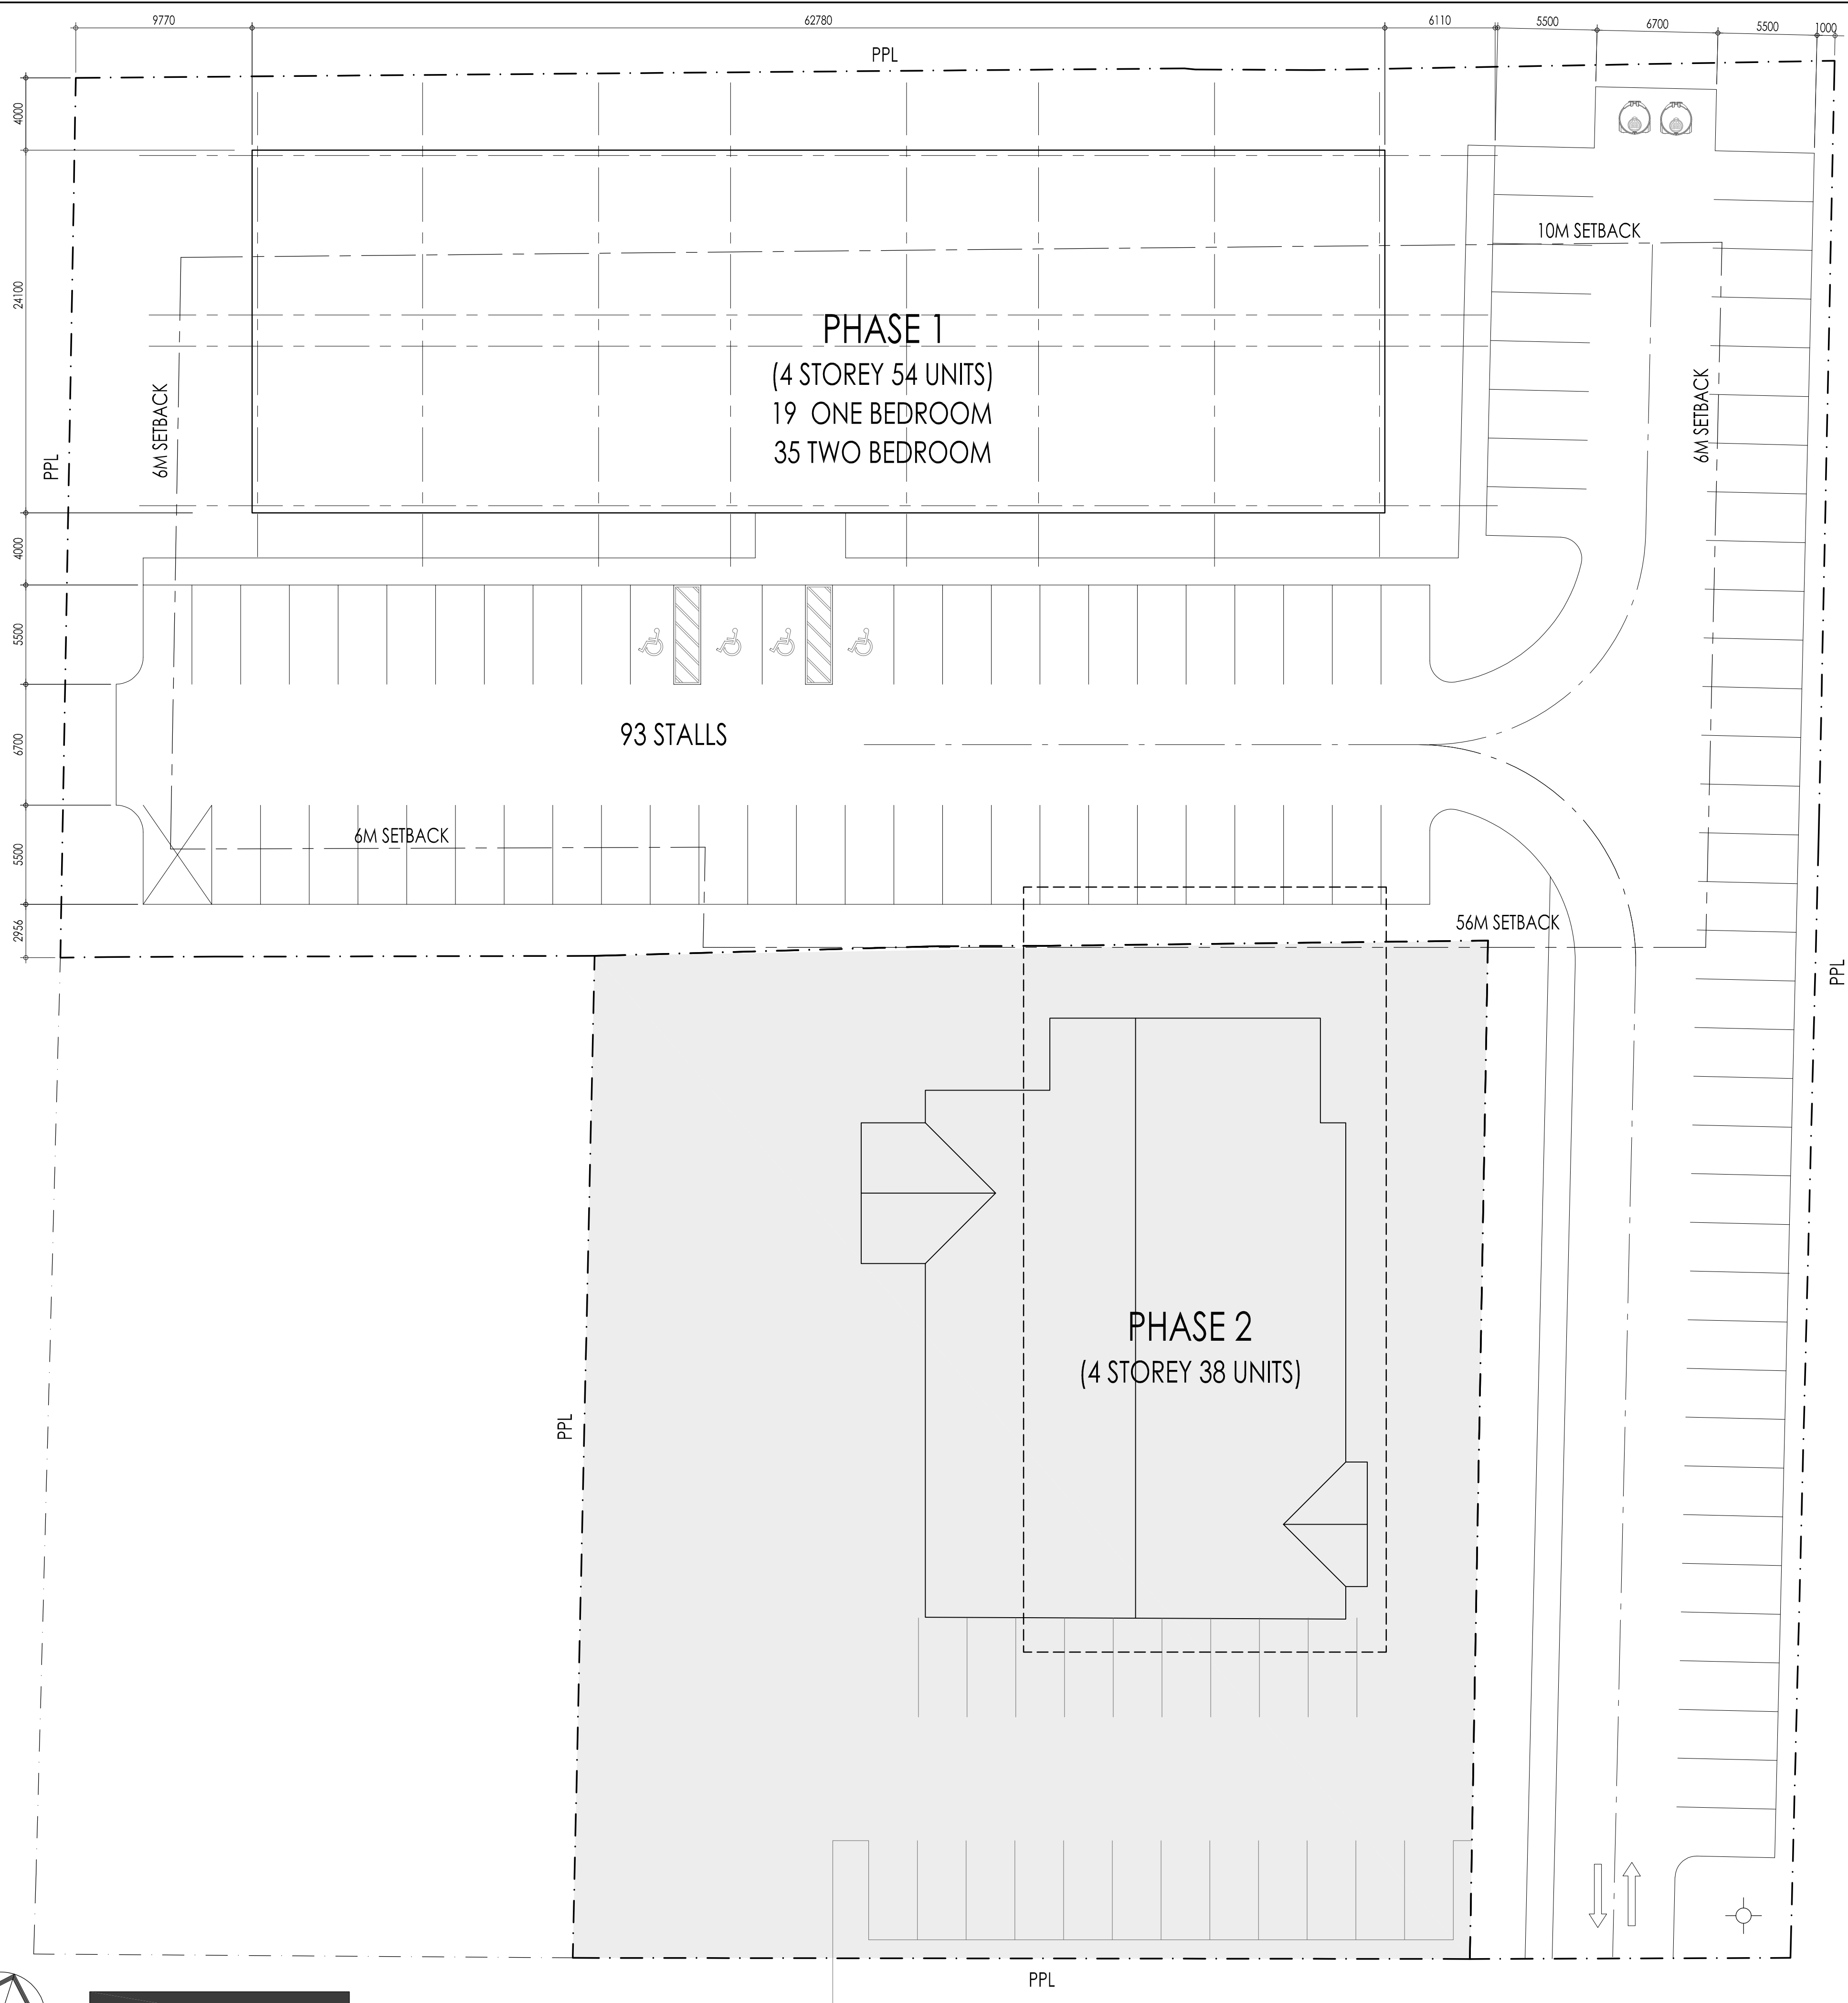 9770
62780
6110
5500
6700
5500
1000
PPL
4000
24100
4000
5500
6700
5500
2956
10M SETBACK
PHASE 1
(4 STOREY 54 UNITS)
19 ONE BEDROOM
35 TWO BEDROOM
6M SETBACK
6M SETBACK
PPL
93 STALLS
6M SETBACK
56M SETBACK
PPL
PHASE 2
(4 STOREY 38 UNITS)
PPL
PPL